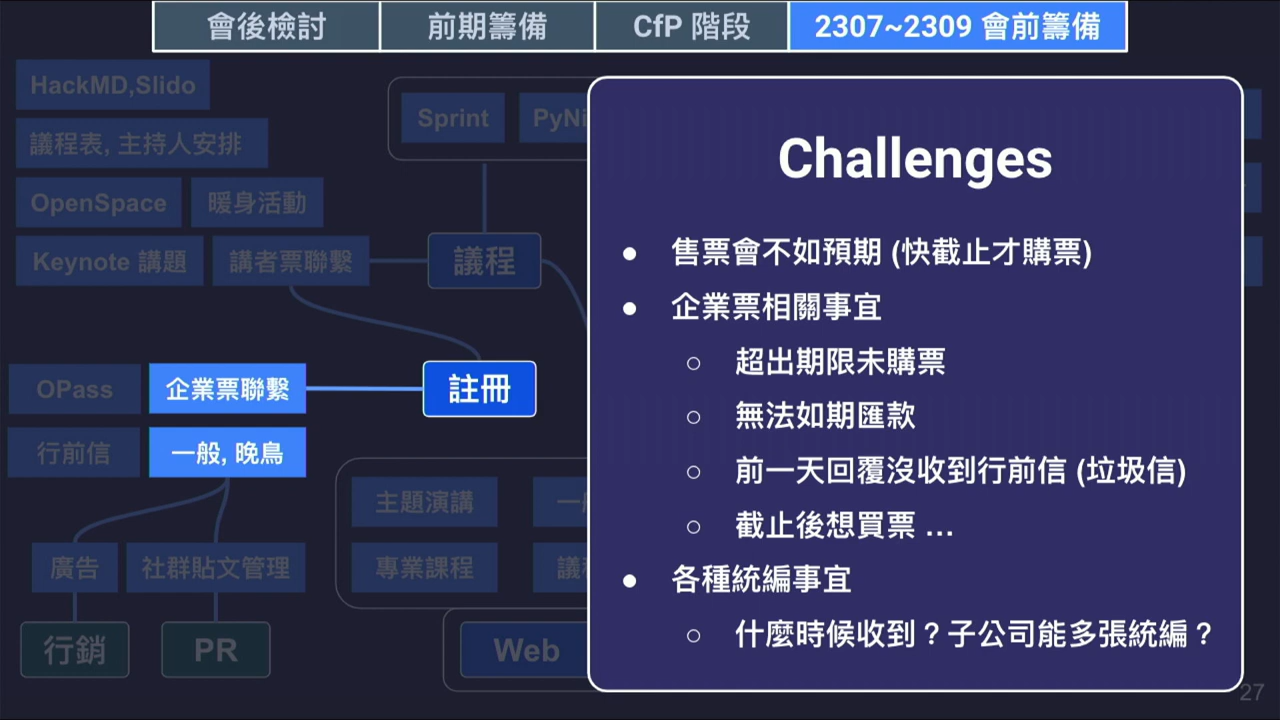 會後檢討
前期籌備
CfP 階段
2307~2309 會前籌備
HackMD,Slido
議程表, 主持人安排
OpenSpace
暖身活動
Keynote 講題
講者票聯繫
Sprint
議程
OPass
企業票聯繫
註冊
行前信
一般, 晚鳥
主題演講
專業課程
廣告
社群貼文管理
行銷
PR
Web
Challenges
● 售票會不如預期 (快截止才購票)
● 企業票相關事宜
○ 超出期限未購票
○ 無法如期匯款
○ 前一天回覆沒收到行前信 (垃圾信)
○ 截止後想買票 ...
● 各種統編事宜
○ 什麼時候收到？子公司能多張統編？
27